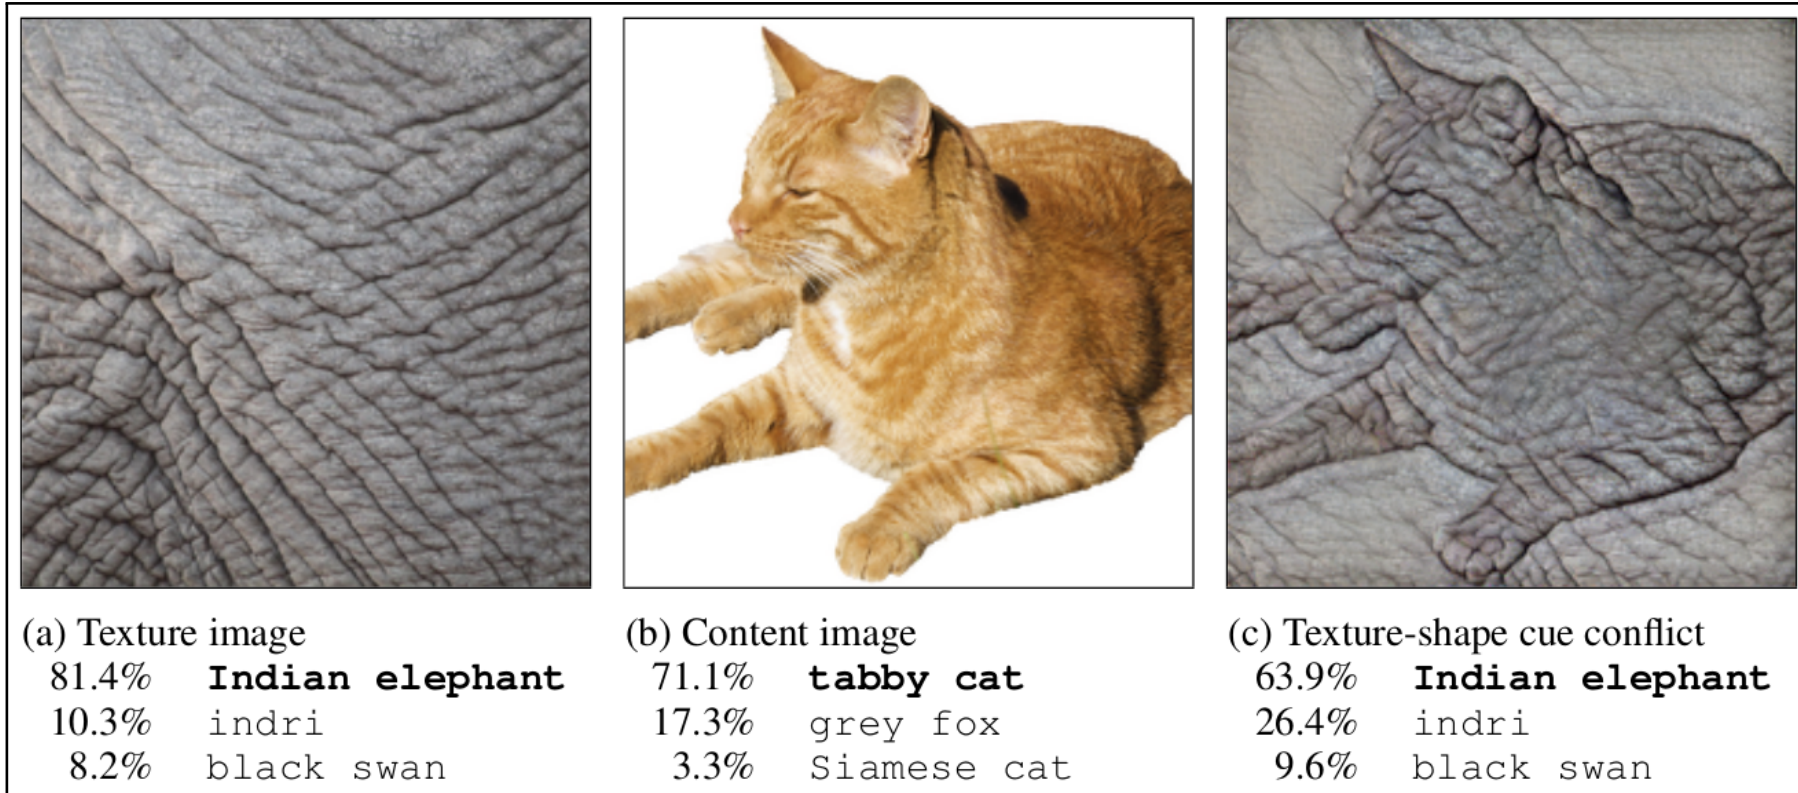 (a) Texture image
81.4% Indian elephant
10.3% indri
8.2% black swan
(b) Content image
71.1% tabby cat
17.3% grey fox
3.3% Siamese cat
(c) Texture-shape cue conflict
63.9% Indian elephant
26.4% indri
9.6% black swan